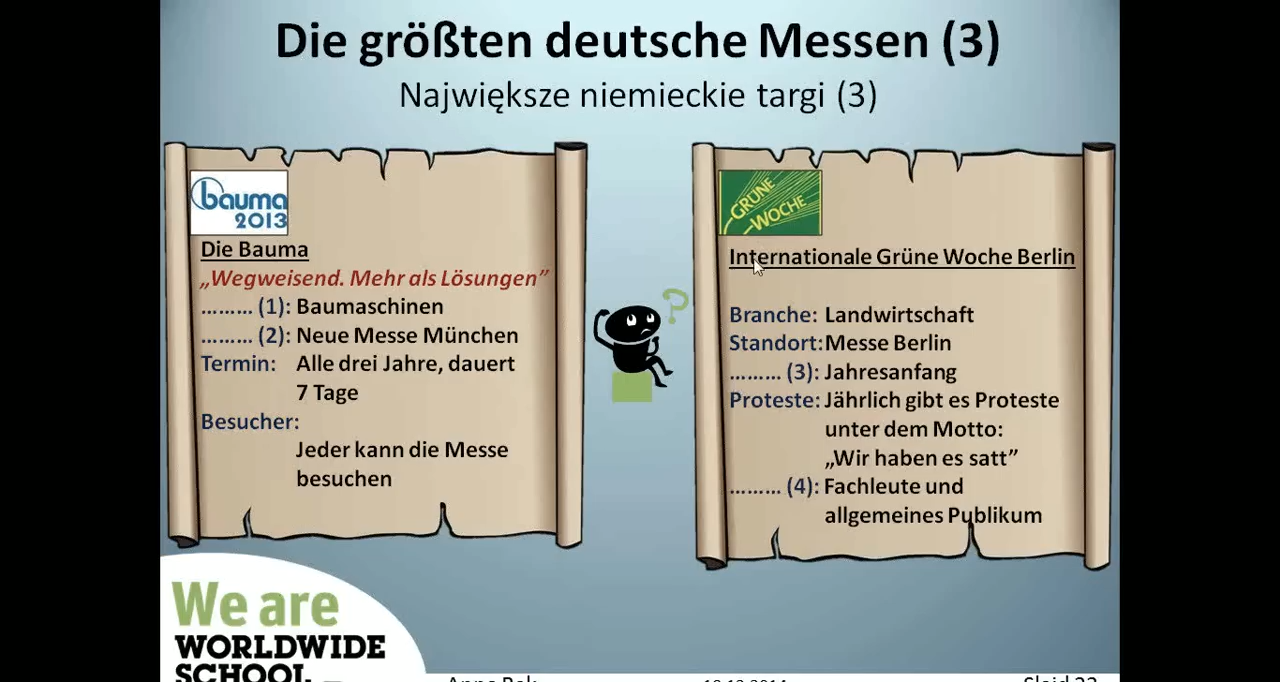 Die größten deutsche Messen (3)
Największe niemieckie targi (3)
bauma
2013
Die Bauma
„Wegweisend. Mehr als Lösungen”
……… (1): Baumaschinen
……… (2): Neue Messe München
Termin: Alle drei Jahre, dauert
7 Tage
Besucher:
Jeder kann die Messe
besuchen
?
GRÜNE
WOCHE
Internationale Grüne Woche Berlin
Branche: Landwirtschaft
Standort: Messe Berlin
……… (3): Jahresanfang
Proteste: Jährlich gibt es Proteste
unter dem Motto:
„Wir haben es satt”
……… (4): Fachleute und
allgemeines Publikum
We are
WORLDWIDE
SCHOOL